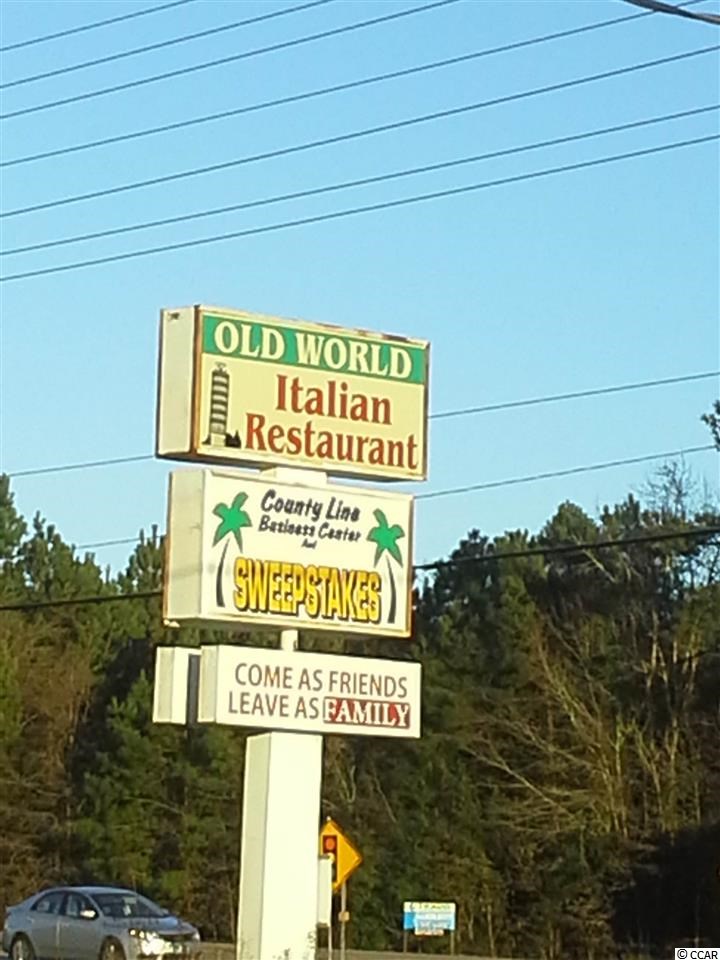 OLD WORLD
Italian
Restaurant
County Line
Business Center
And
SWEEPSTAKES
COME AS FRIENDS
LEAVE AS FAMILY
© CCAR